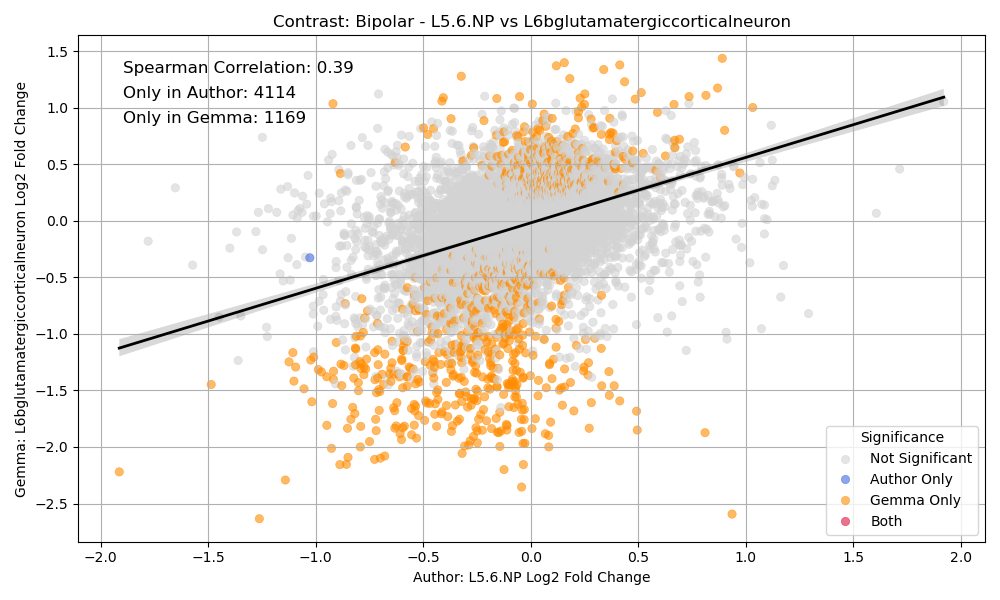 Contrast: Bipolar - L5.6.NP vs L6bglutamatergiccorticalneuron
Spearman Correlation: 0.39
Only in Author: 4114
Only in Gemma: 1169
Gemma: L6bglutamatergiccorticalneuron Log2 Fold Change
1.5
1.0
0.5
0.0
−0.5
−1.0
−1.5
−2.0
−2.5
Significance
Not Significant
Author Only
Gemma Only
Both
−2.0 −1.5 −1.0 −0.5 0.0 0.5 1.0 1.5 2.0
Author: L5.6.NP Log2 Fold Change